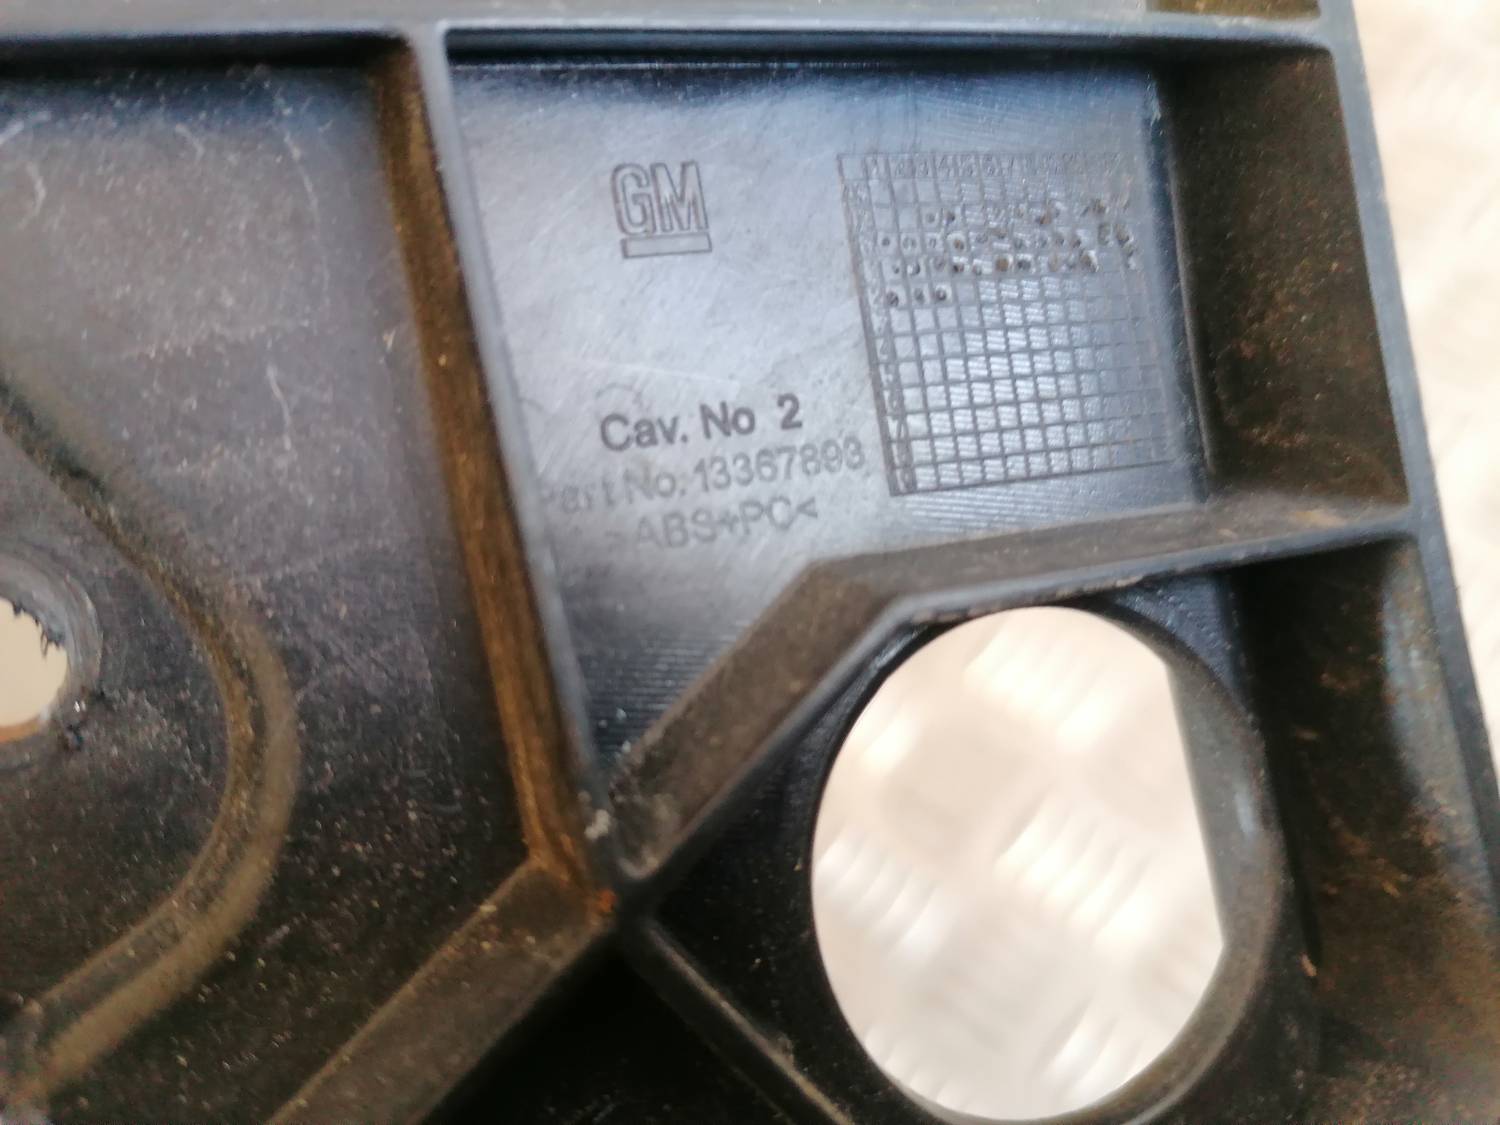 GM
Cav. No 2
Part No. 13367893
>ABS+PC<